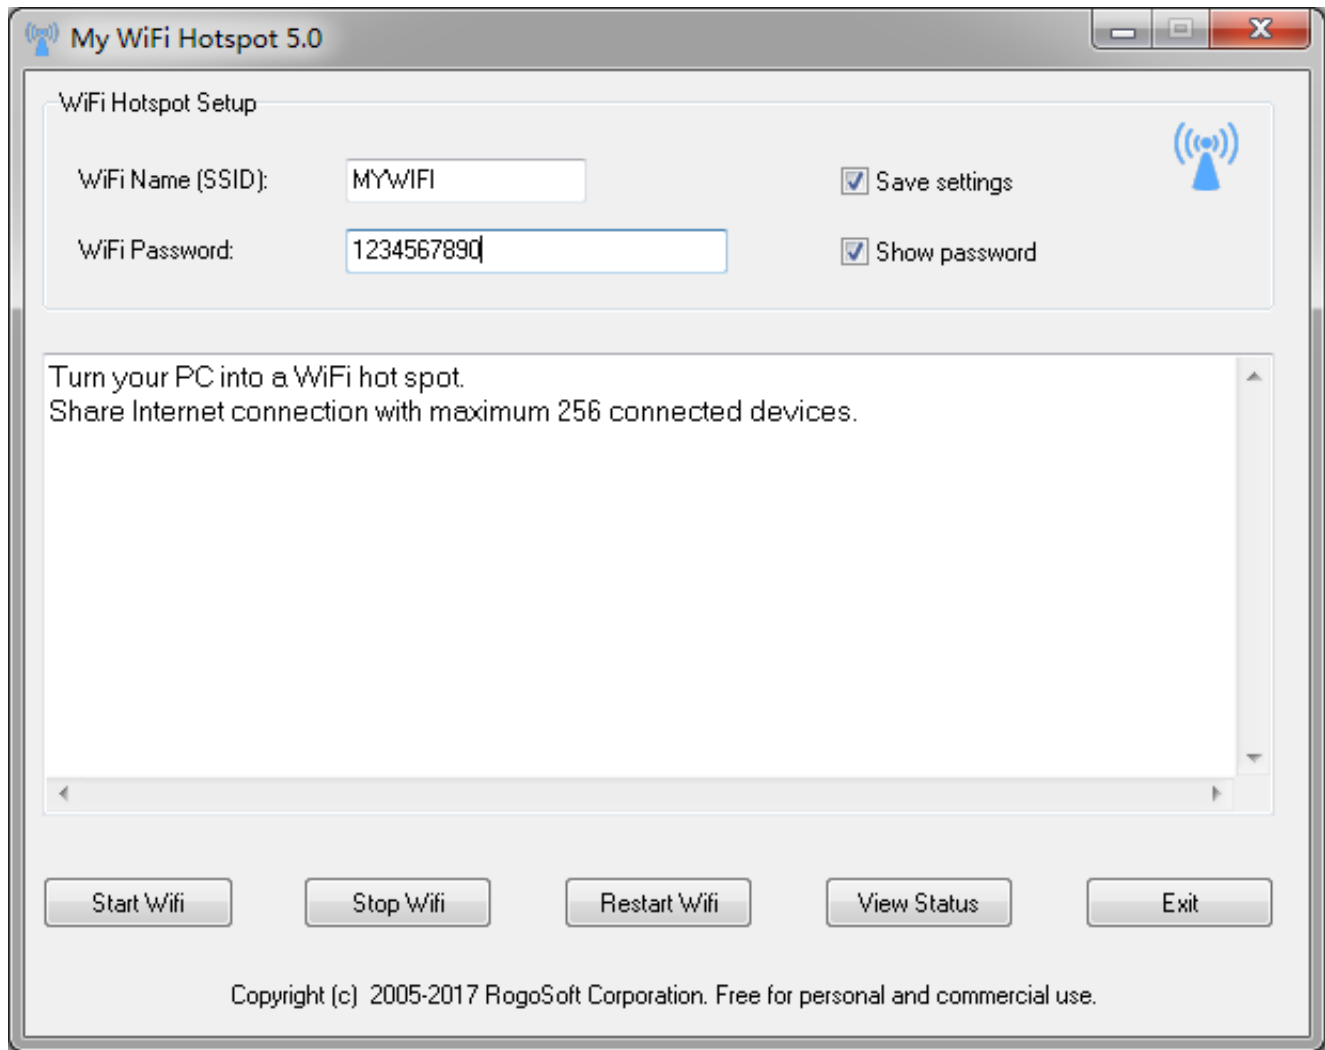 My WiFi Hotspot 5.0
WiFi Hotspot Setup
WiFi Name (SSID): MYWIFI Save settings
WiFi Password: 1234567890 Show password
Turn your PC into a WiFi hot spot.
Share Internet connection with maximum 256 connected devices.
Start Wifi Stop Wifi Restart Wifi View Status Exit
Copyright (c) 2005-2017 RogoSoft Corporation. Free for personal and commercial use.